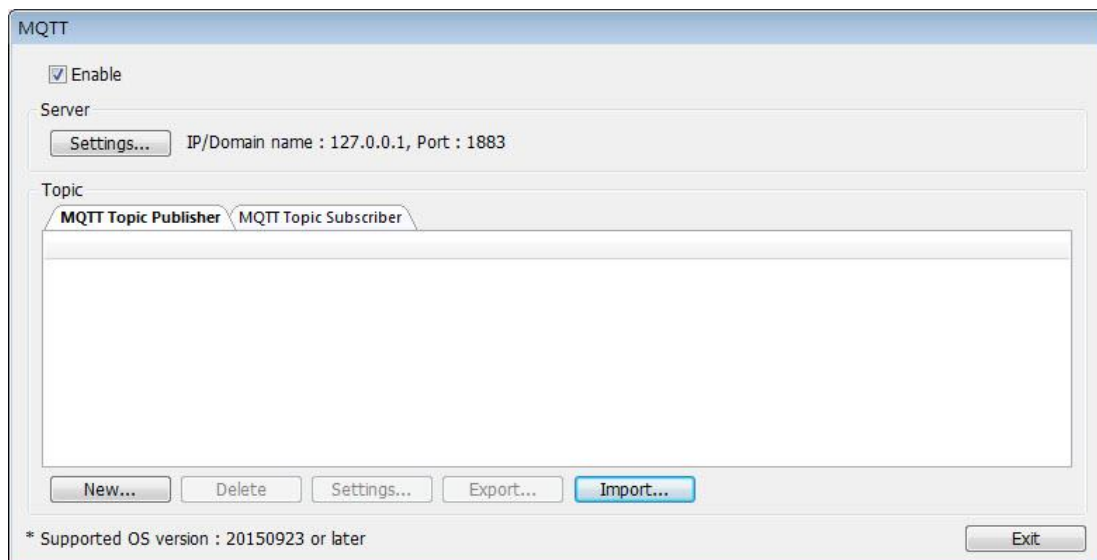 MQTT
Enable
Server
Settings... IP/Domain name : 127.0.0.1, Port : 1883
Topic
MQTT Topic Publisher MQTT Topic Subscriber
New... Delete Settings... Export... Import...
* Supported OS version : 20150923 or later Exit